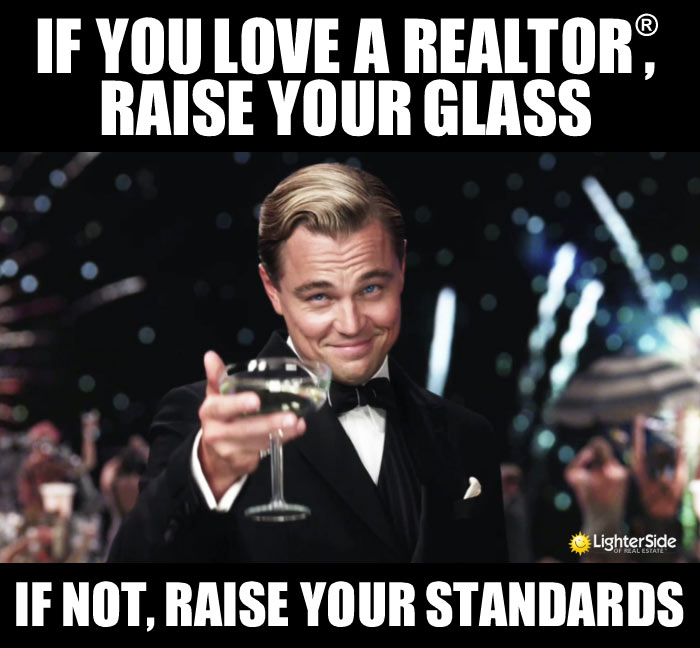 IF YOU LOVE A REALTOR®,
RAISE YOUR GLASS
LighterSide
OF REAL ESTATE
IF NOT, RAISE YOUR STANDARDS